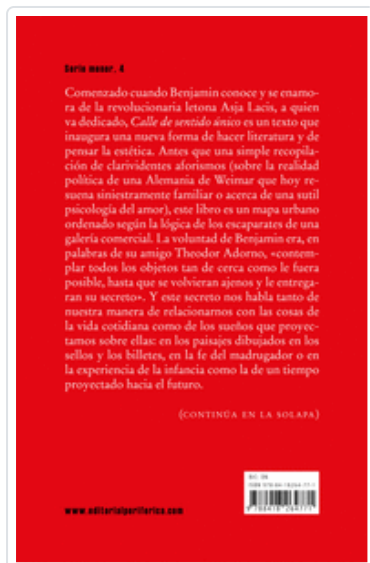 Serie menor, 4
Comenzado cuando Benjamin conoce y se enamo-
ra de la revolucionaria letona Asja Lacis, a quien
va dedicado, Calle de sentido único es un texto que
inaugura una nueva forma de hacer literatura y de
pensar la estética. Antes que una simple recopila-
ción de clarividentes aforismos (sobre la realidad
política de una Alemania de Weimar que hoy re-
suena siniestramente familiar o acerca de una sutil
psicología del amor), este libro es un mapa urbano
ordenado según la lógica de los escaparates de una
galería comercial. La voluntad de Benjamin era, en
palabras de su amigo Theodor Adorno, «contem-
plar todos los objetos tan de cerca como le fuera
posible, hasta que se volvieran ajenos y le entrega-
ran su secreto». Y este secreto nos habla tanto de
nuestra manera de relacionarnos con las cosas de
la vida cotidiana como de los sueños que proyec-
tamos sobre ellas: en los paisajes dibujados en los
sellos y los billetes, en la fe del madrugador o en
la experiencia de la infancia como la de un tiempo
proyectado hacia el futuro.
(CONTINÚA EN LA SOLAPA)
ISBN 978-84-18264-77-1
9788418264771
www.editorialperiferica.com